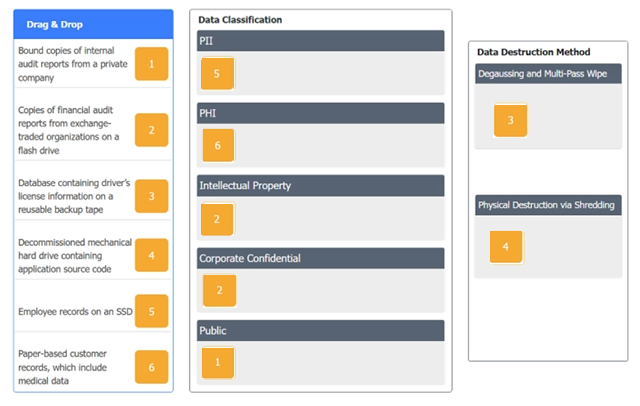 Drag & Drop
Bound copies of internal
audit reports from a private
company
1
Copies of financial audit
reports from exchange-
traded organizations on a
flash drive
2
Database containing driver's
license information on a
reusable backup tape
3
Decommissioned mechanical
hard drive containing
application source code
4
Employee records on an SSD
5
Paper-based customer
records, which include
medical data
6
Data Classification
PII
5
PHI
6
Intellectual Property
2
Corporate Confidential
2
Public
1
Data Destruction Method
Degaussing and Multi-Pass Wipe
3
Physical Destruction via Shredding
4